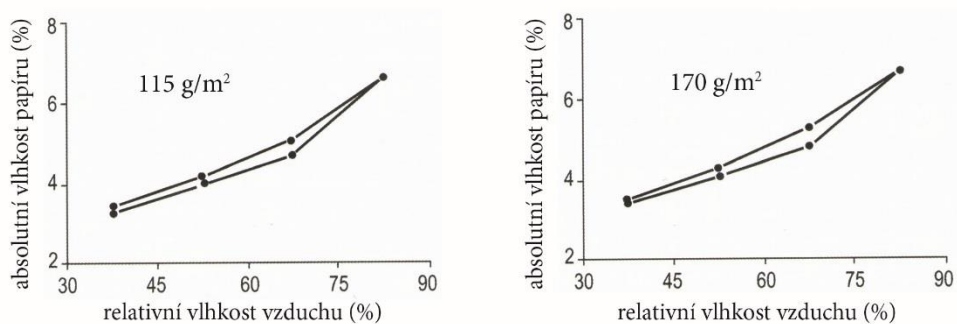 absolutní vlhkost papíru (%)
8
6
4
2
115 g/m²
30 45 60 75 90
relativní vlhkost vzduchu (%)
absolutní vlhkost papíru (%)
8
6
4
2
170 g/m²
30 45 60 75 90
relativní vlhkost vzduchu (%)